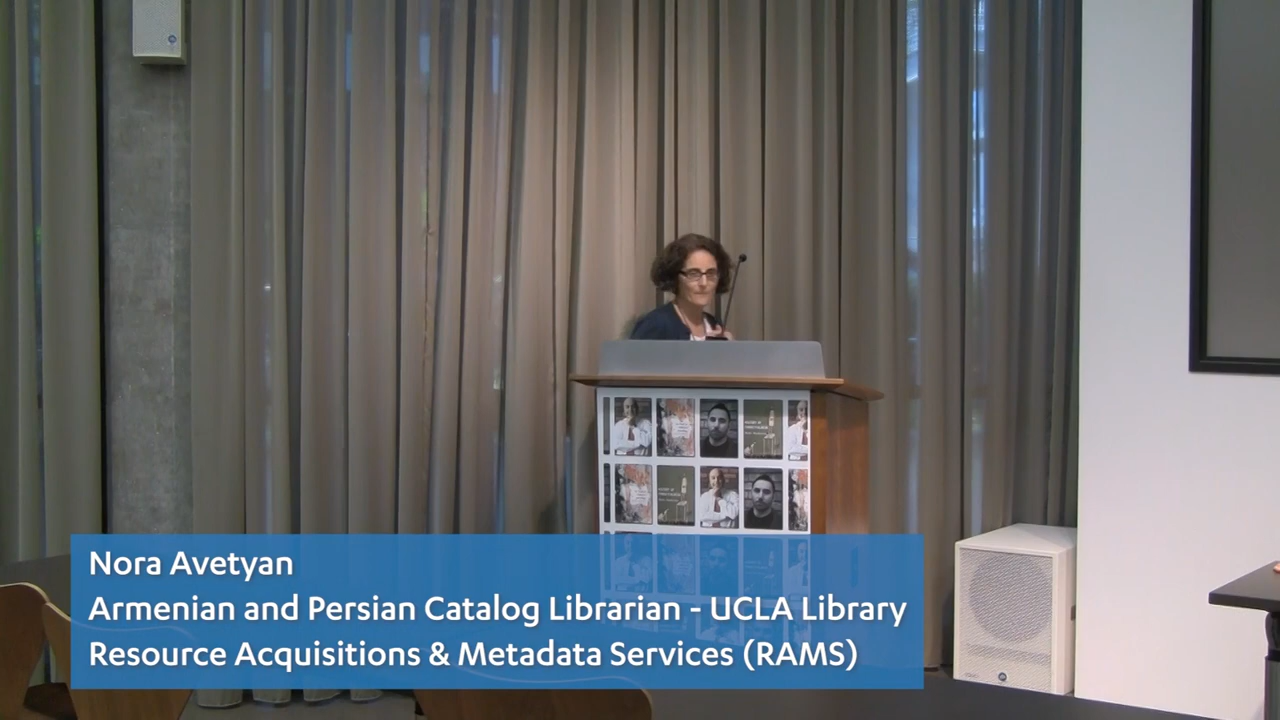 Nora Avetyan
Armenian and Persian Catalog Librarian - UCLA Library
Resource Acquisitions & Metadata Services (RAMS)